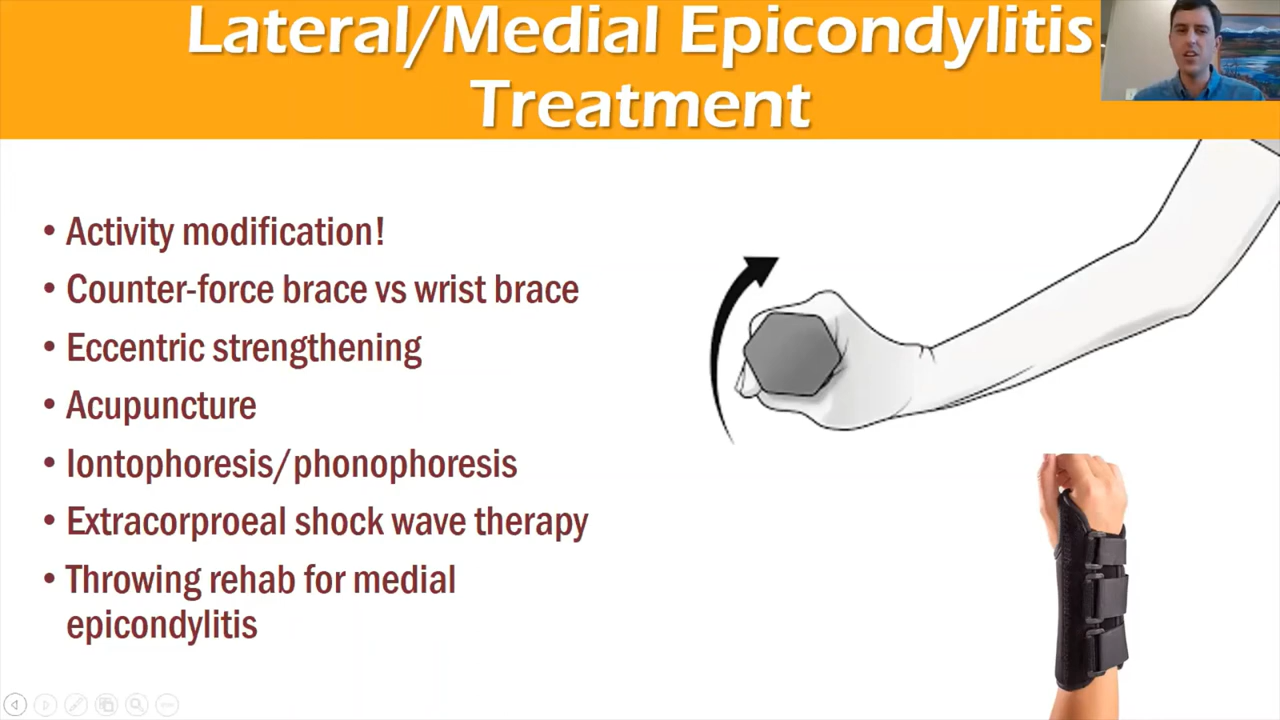 Lateral/Medial Epicondylitis
Treatment
• Activity modification!
• Counter-force brace vs wrist brace
• Eccentric strengthening
• Acupuncture
• Iontophoresis/phonophoresis
• Extracorproeal shock wave therapy
• Throwing rehab for medial
epicondylitis